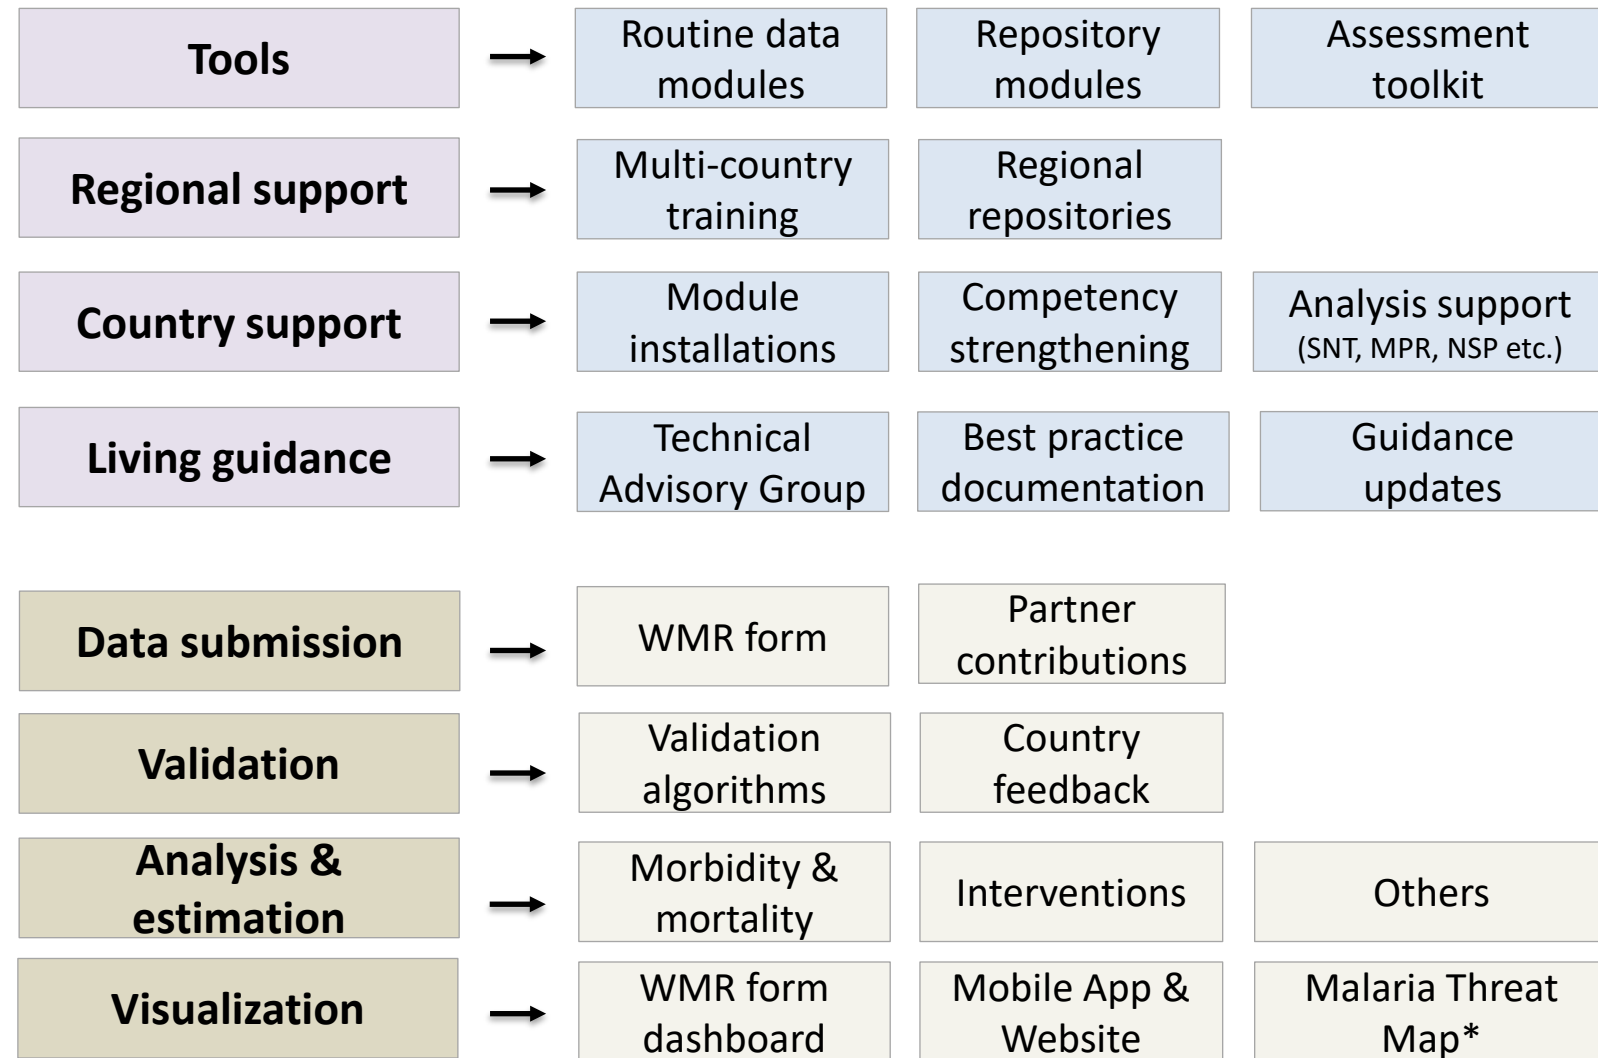 Tools
Routine data
modules
Repository
modules
Assessment
toolkit
Regional support
Multi-country
training
Regional
repositories
Country support
Module
installations
Competency
strengthening
Analysis support
(SNT, MPR, NSP etc.)
Living guidance
Technical
Advisory Group
Best practice
documentation
Guidance
updates
Data submission
WMR form
Partner
contributions
Validation
Validation
algorithms
Country
feedback
Analysis &
estimation
Morbidity &
mortality
Interventions
Others
Visualization
WMR form
dashboard
Mobile App &
Website
Malaria Threat
Map*